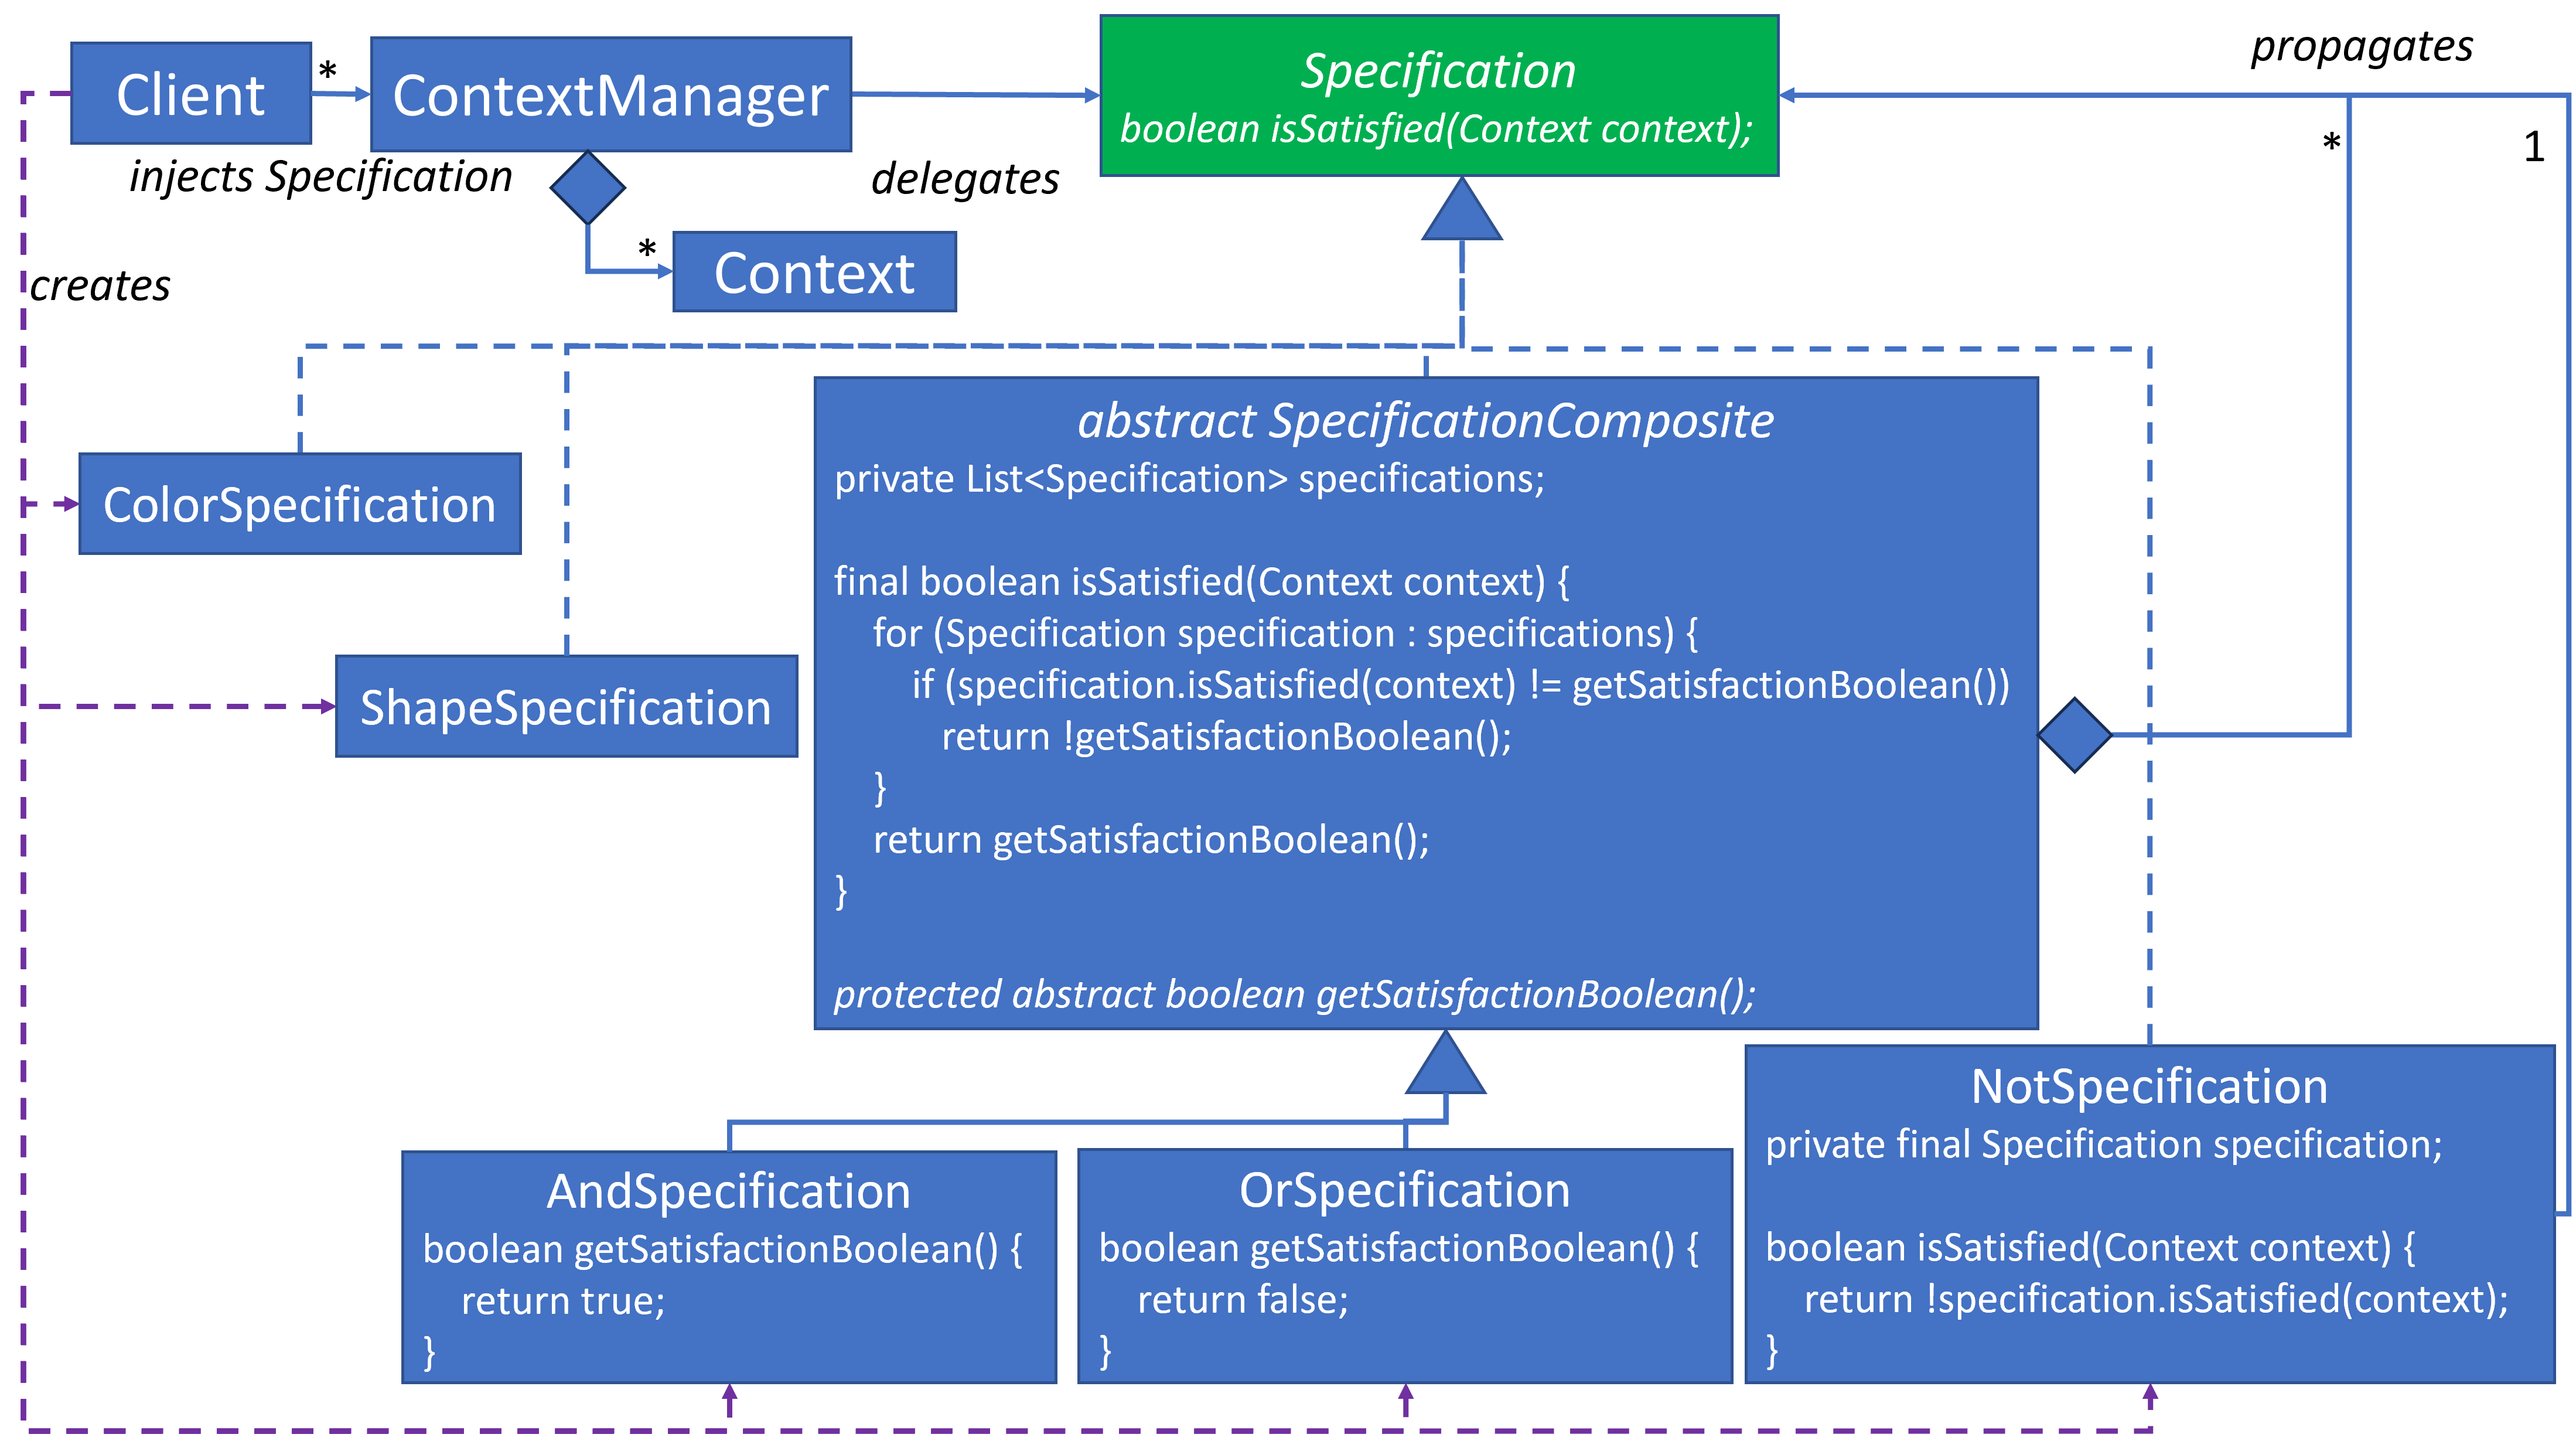 Client
*
ContextManager
injects Specification
delegates
*
Context
creates
Specification
boolean isSatisfied(Context context);
propagates
*
1
ColorSpecification
ShapeSpecification
abstract SpecificationComposite
private List<Specification> specifications;
final boolean isSatisfied(Context context) {
for (Specification specification : specifications) {
if (specification.isSatisfied(context) != getSatisfactionBoolean())
return !getSatisfactionBoolean();
}
return getSatisfactionBoolean();
}
protected abstract boolean getSatisfactionBoolean();
AndSpecification
boolean getSatisfactionBoolean() {
return true;
}
OrSpecification
boolean getSatisfactionBoolean() {
return false;
}
NotSpecification
private final Specification specification;
boolean isSatisfied(Context context) {
return !specification.isSatisfied(context);
}